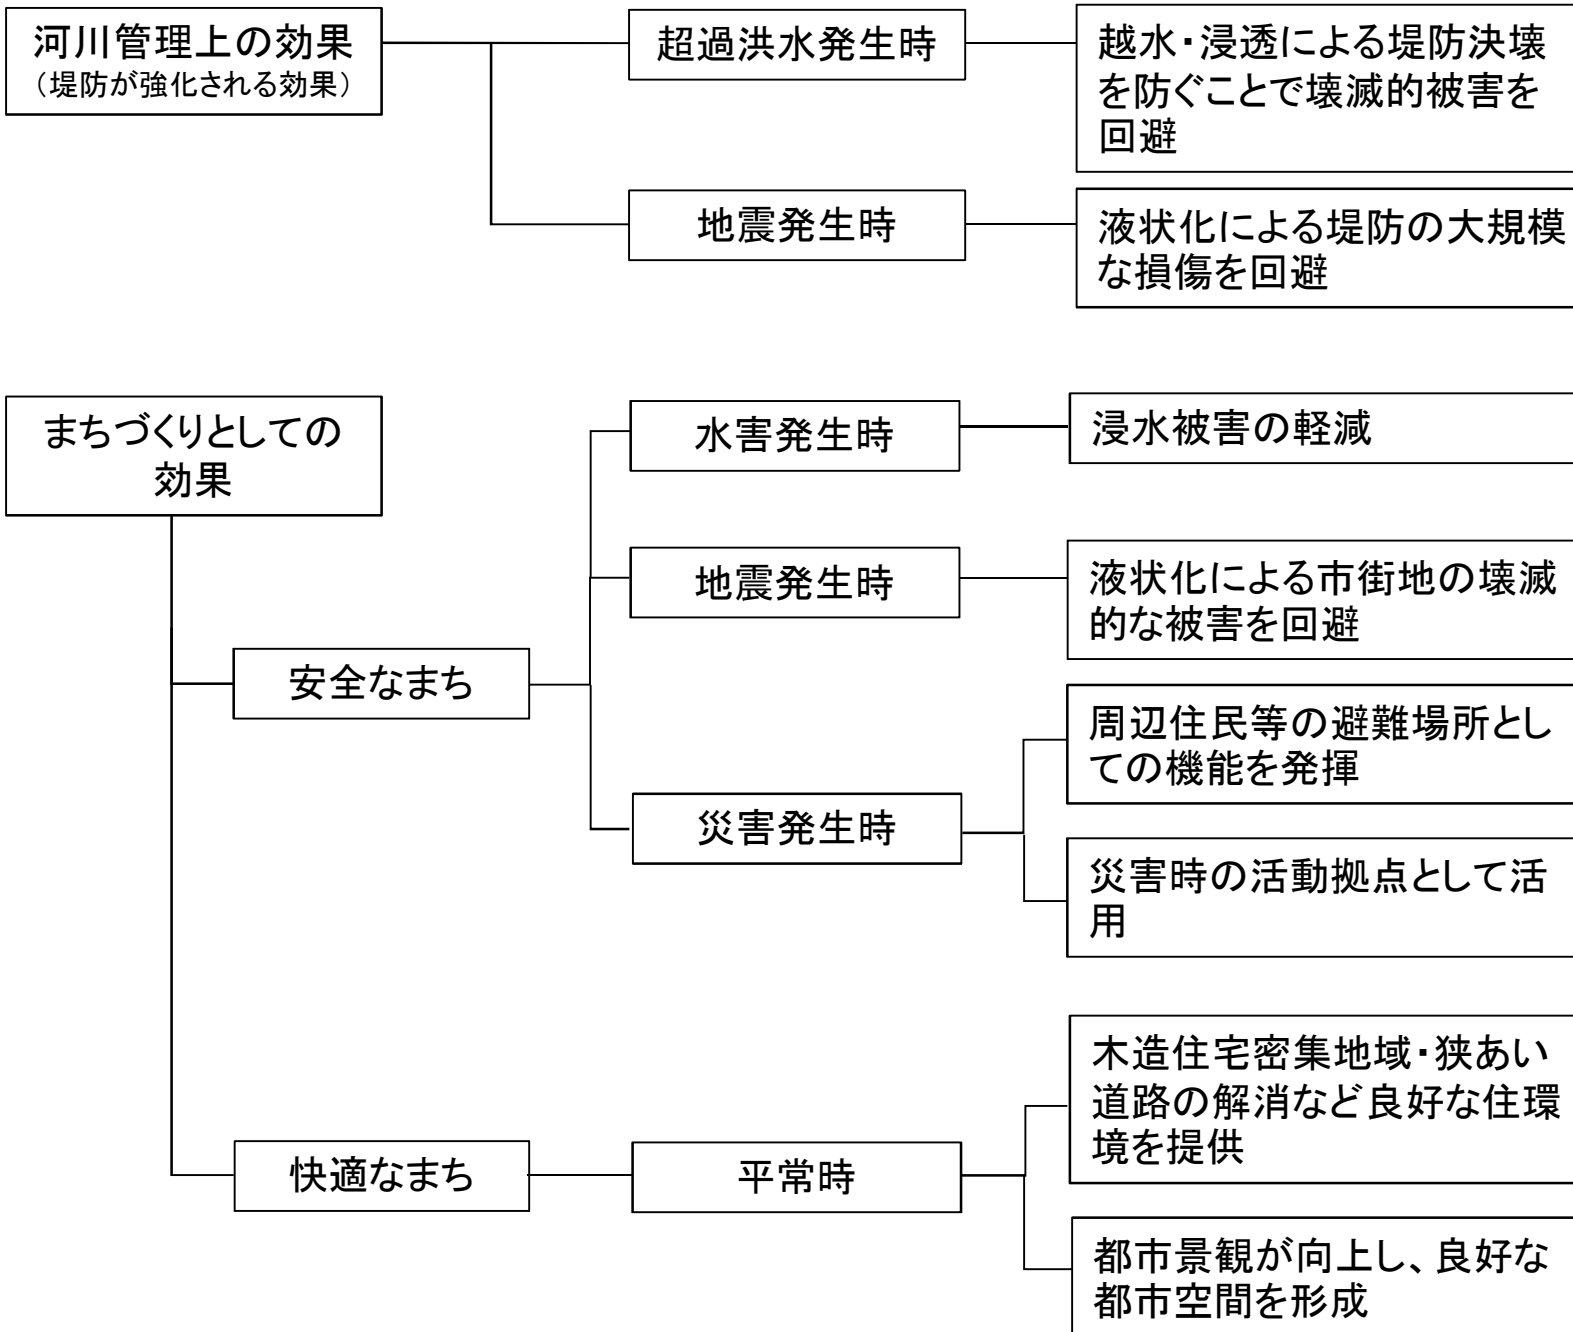 河川管理上の効果
（堤防が強化される効果）
超過洪水発生時
越水・浸透による堤防決壊
を防ぐことで壊滅的被害を
回避
地震発生時
液状化による堤防の大規模
な損傷を回避
まちづくりとしての
効果
水害発生時
浸水被害の軽減
地震発生時
液状化による市街地の壊滅
的な被害を回避
安全なまち
周辺住民等の避難場所とし
ての機能を発揮
災害発生時
災害時の活動拠点として活
用
木造住宅密集地域・狭あい
道路の解消など良好な住環
境を提供
快適なまち
平常時
都市景観が向上し、良好な
都市空間を形成